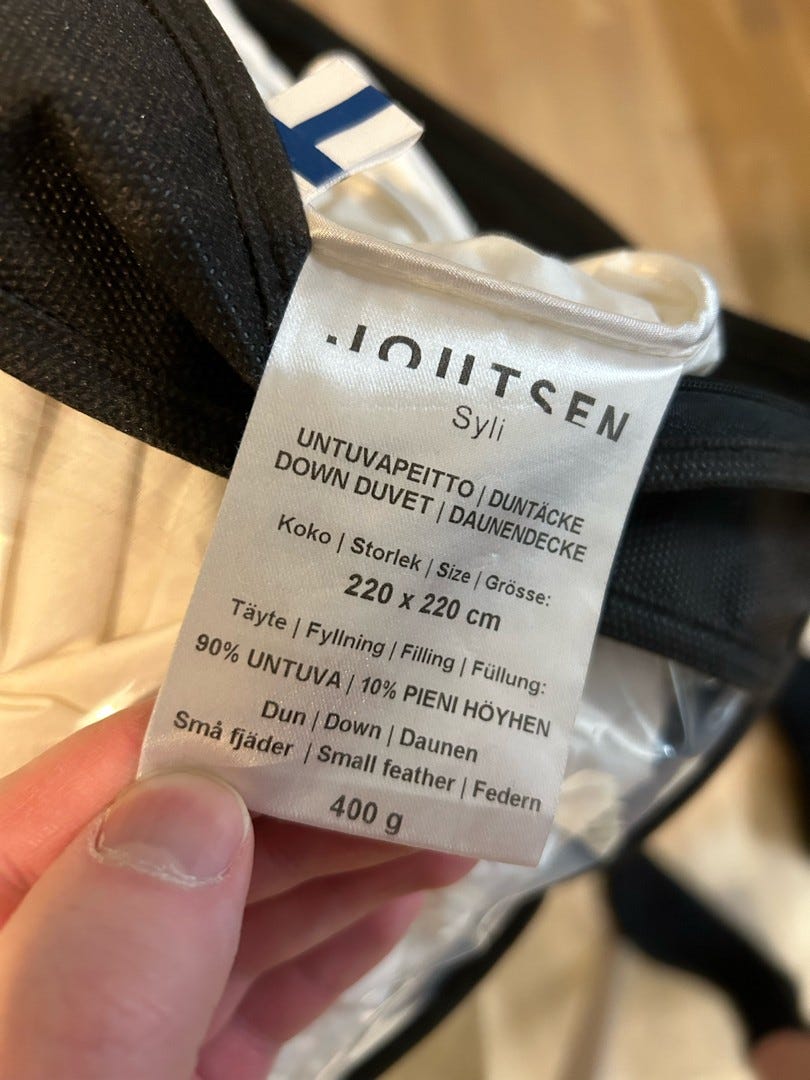 JOUTSEN
Syli
UNTUVAPEITTO | DUNTÄCKE
DOWN DUVET | DAUNENDECKE
Koko | Storlek | Size | Grösse:
220 x 220 cm
Täyte | Fyllning | Filling | Füllung:
90% UNTUVA | 10% PIENI HÖYHEN
Dun | Down | Daunen
Små fjäder | Small feather | Federn
400 g